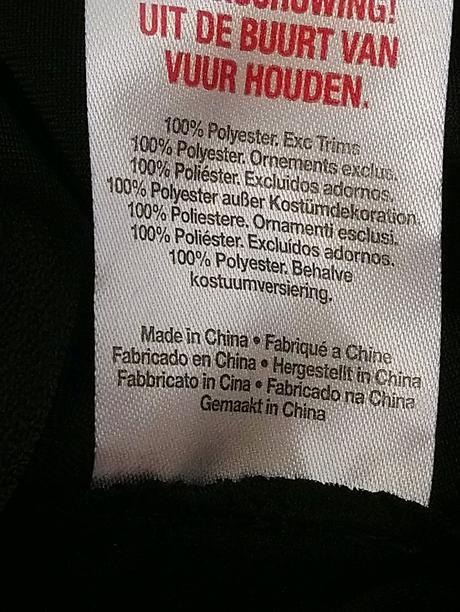 UIT DE BUURT VAN
VUUR HOUDEN.
100% Polyester. Exc Trims
100% Polyester. Ornements exclus.
100% Poliéster. Excluidos adornos.
100% Polyester außer Kostümdekoration.
100% Poliestere. Ornamenti esclusi.
100% Poliéster. Excluídos adornos.
100% Polyester. Behalve
kostuumversiering.
Made in China • Fabriqué a Chine
Fabricado en China • Hergestellt in China
Fabbricato in Cina • Fabricado na China
Gemaakt in China